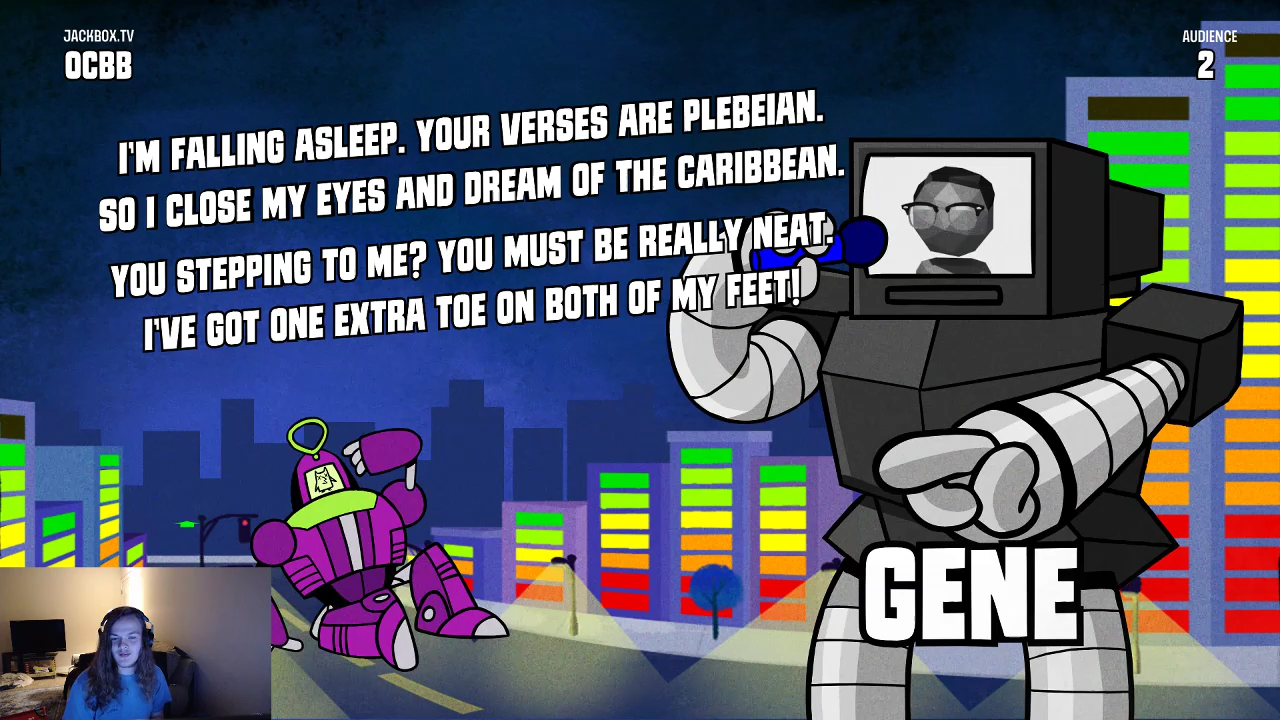 JACKBOX.TV
OCBB
AUDIENCE
2
I'M FALLING ASLEEP. YOUR VERSES ARE PLEBEIAN.
SO I CLOSE MY EYES AND DREAM OF THE CARIBBEAN.
YOU STEPPING TO ME? YOU MUST BE REALLY NEAT.
I'VE GOT ONE EXTRA TOE ON BOTH OF MY FEET!
GENE